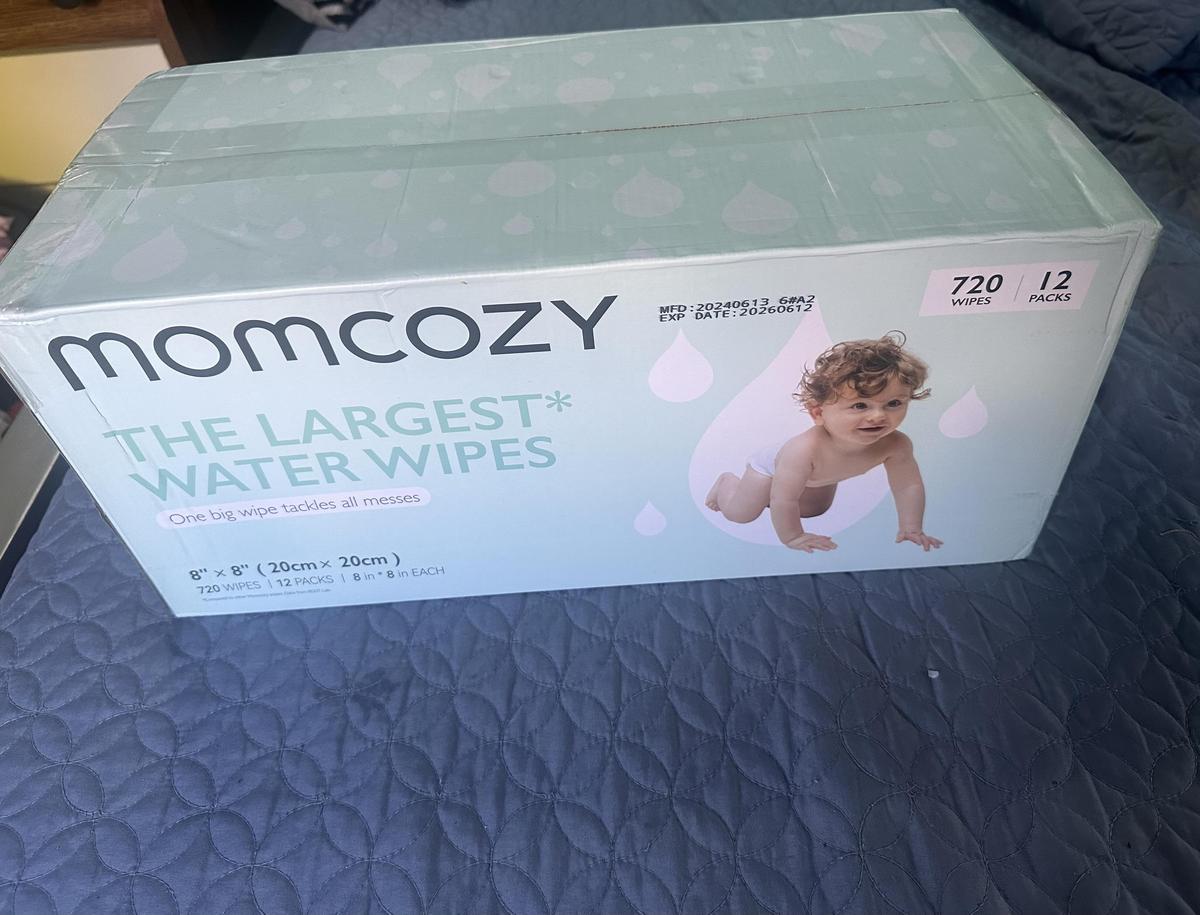 MOMCOZY
MFD:20240613 6#A2
EXP DATE:20260612
720 WIPES
12 PACKS
THE LARGEST*
WATER WIPES
One big wipe tackles all messes
8" × 8" ( 20cm × 20cm )
720 WIPES | 12 PACKS | 8 in * 8 in EACH